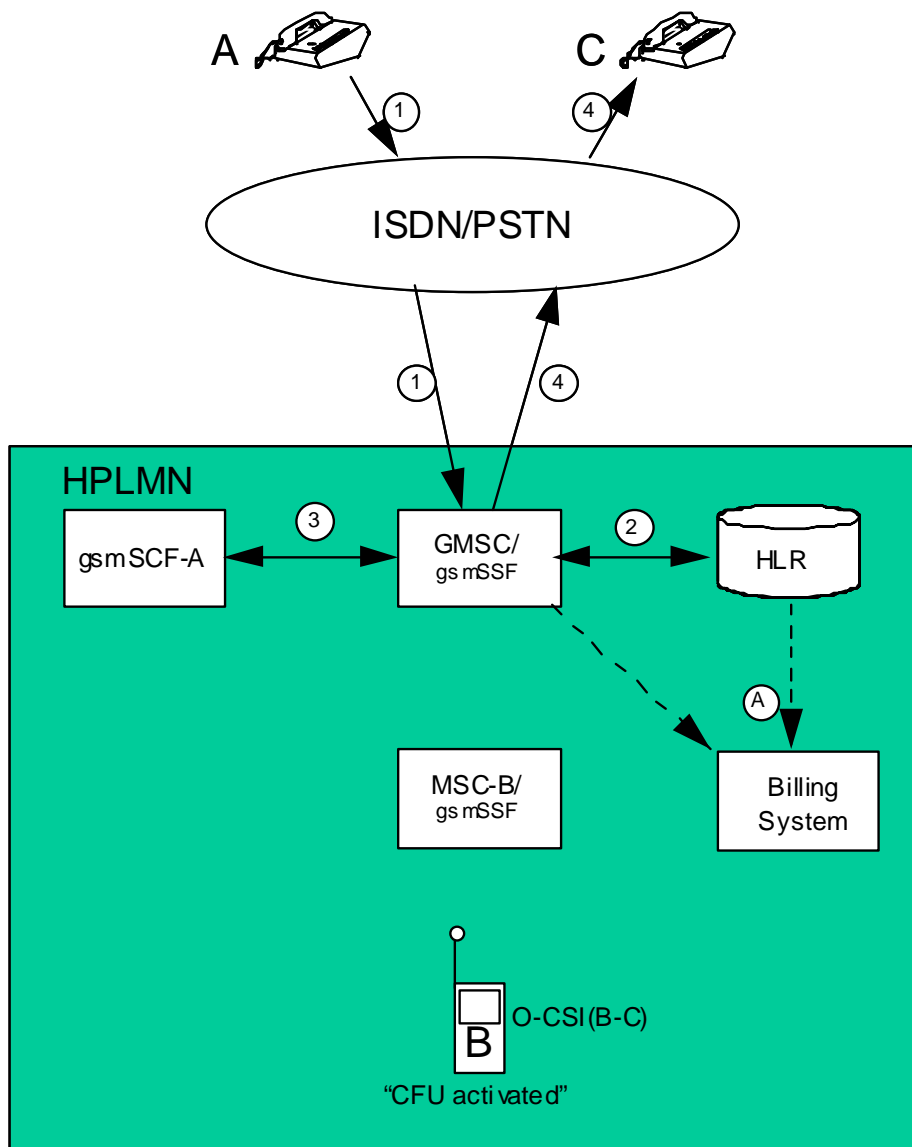 A
C
1
4
ISDN/PSTN
1
4
HPLMN
gsmSCF-A
3
GMSC/
gsmSSF
2
HLR
A
MSC-B/
gsmSSF
Billing
System
O-CSI(B-C)
B
“CFU activated”